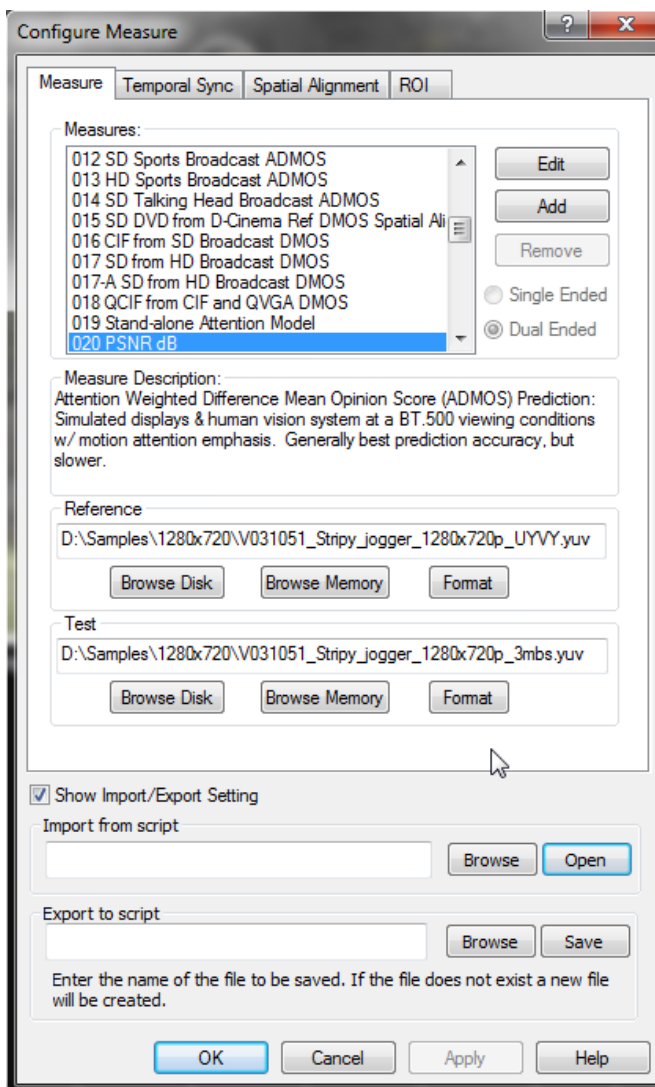 Configure Measure
?
X
Measure
Temporal Sync
Spatial Alignment
ROI
Measures:
012 SD Sports Broadcast ADMOS
013 HD Sports Broadcast ADMOS
014 SD Talking Head Broadcast ADMOS
015 SD DVD from D-Cinema Ref DMOS Spatial Ali
016 CIF from SD Broadcast DMOS
017 SD from HD Broadcast DMOS
017-A SD from HD Broadcast DMOS
018 QCIF from CIF and QVGA DMOS
019 Stand-alone Attention Model
020 PSNR dB
Edit
Add
Remove
Single Ended
Dual Ended
Measure Description:
Attention Weighted Difference Mean Opinion Score (ADMOS) Prediction:
Simulated displays & human vision system at a BT.500 viewing conditions
w/ motion attention emphasis. Generally best prediction accuracy, but
slower.
Reference
D:\Samples\1280x720\V031051_Stripy_jogger_1280x720p_UYVY.yuv
Browse Disk
Browse Memory
Format
Test
D:\Samples\1280x720\V031051_Stripy_jogger_1280x720p_3mbs.yuv
Browse Disk
Browse Memory
Format
Show Import/Export Setting
Import from script
Browse
Open
Export to script
Browse
Save
Enter the name of the file to be saved. If the file does not exist a new file
will be created.
OK
Cancel
Apply
Help